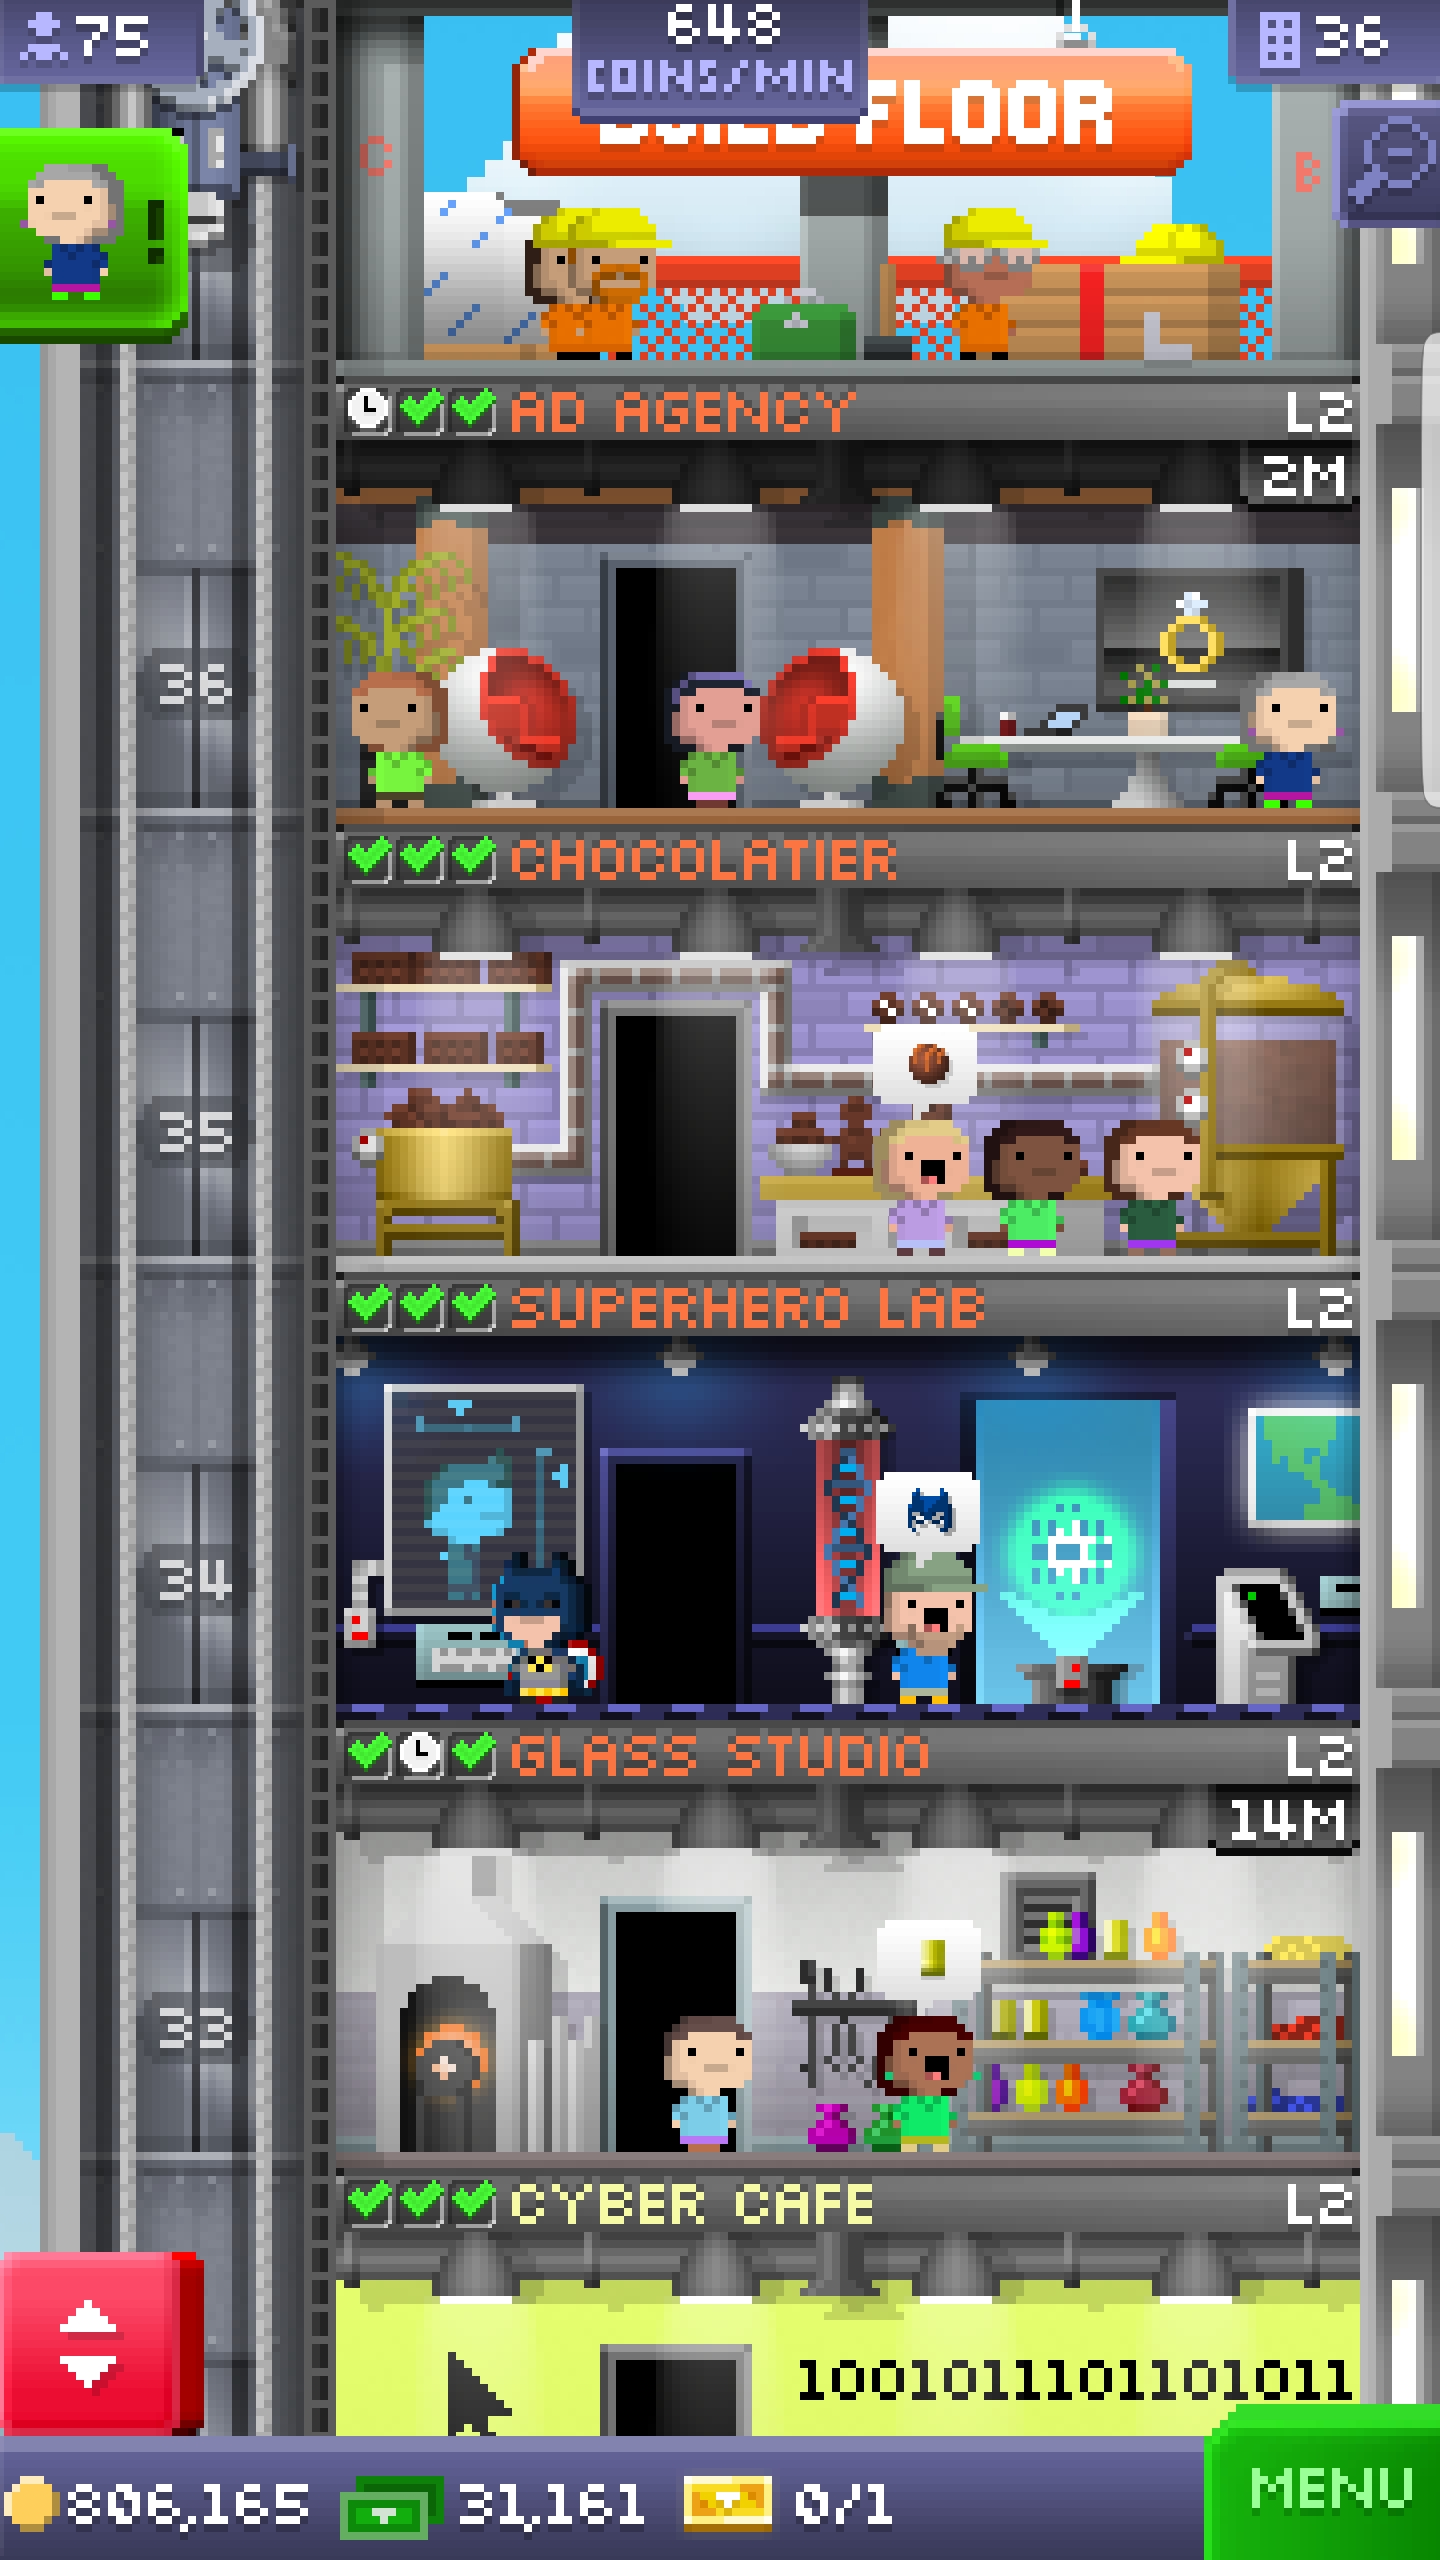 75
648
COINS/MIN
36
BUILD FLOOR
C
B
AD AGENCY L2
2M
36
CHOCOLATIER L2
35
SUPERHERO LAB L2
34
GLASS STUDIO L2
14M
33
CYBER CAFE L2
1001011101101011
806,165 31,161 0/1 MENU